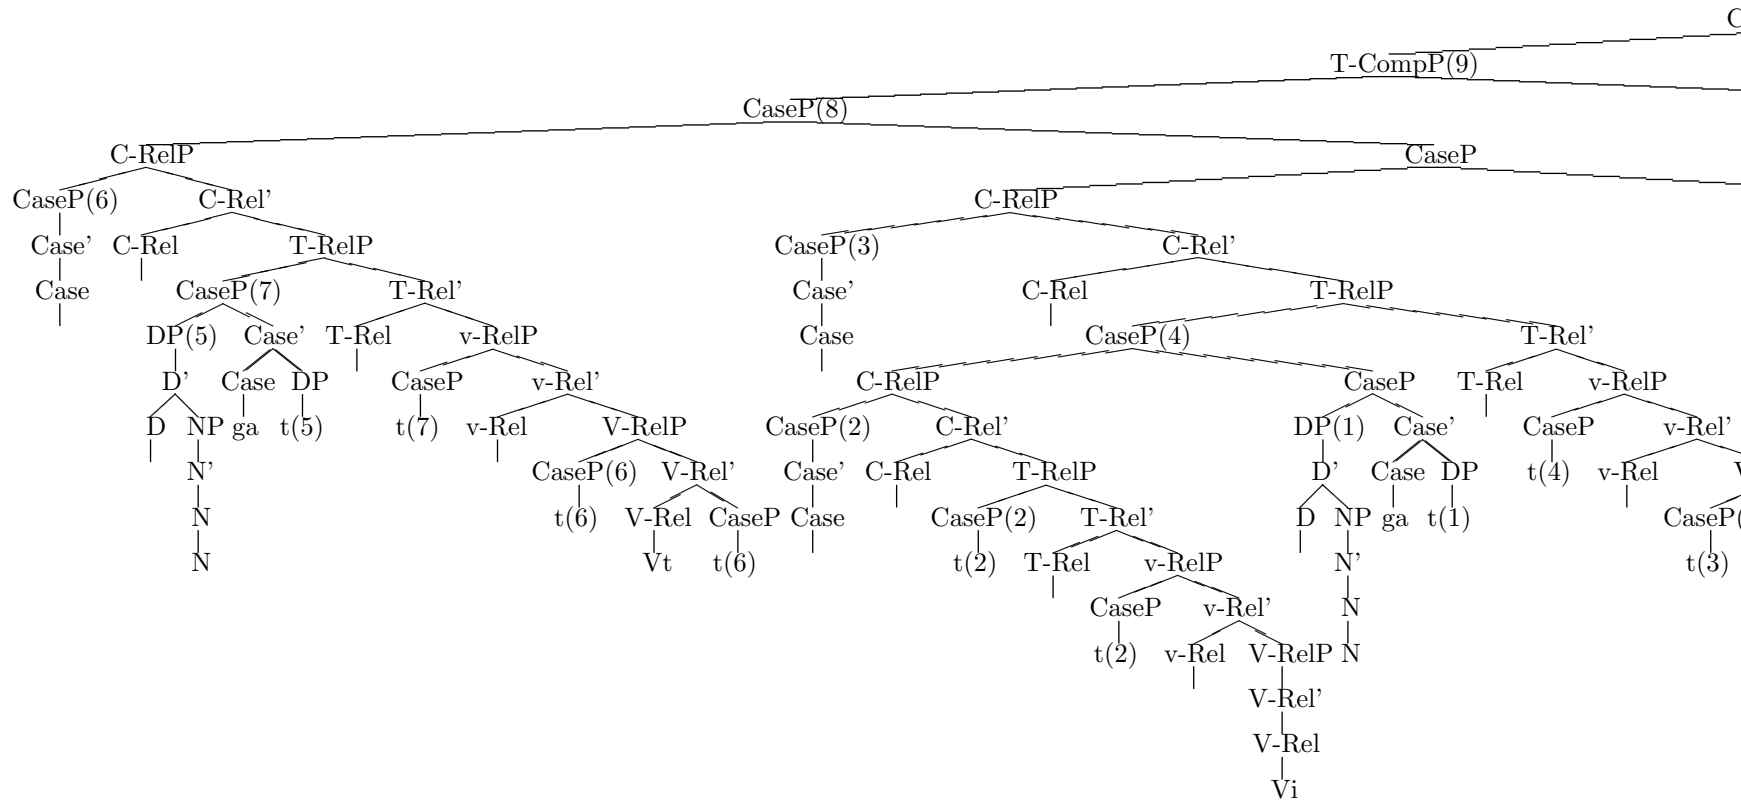 C
T-CompP(9)
CaseP(8)
C-RelP CaseP
CaseP(6) C-Rel' C-RelP
Case' C-Rel T-RelP CaseP(3) C-Rel'
Case CaseP(7) T-Rel' Case' C-Rel T-RelP
DP(5) Case' T-Rel v-RelP Case CaseP(4) T-Rel'
D' Case DP CaseP v-Rel' C-RelP CaseP T-Rel v-RelP
D NP ga t(5) t(7) v-Rel V-RelP CaseP(2) C-Rel' DP(1) Case' CaseP v-Rel'
N' CaseP(6) V-Rel' Case' C-Rel T-RelP D' Case DP t(4) v-Rel
N t(6) V-Rel CaseP Case CaseP(2) T-Rel' D NP ga t(1) CaseP(
N Vt t(6) t(2) T-Rel v-RelP N' t(3)
CaseP v-Rel' N
t(2) v-Rel V-RelP N
V-Rel'
V-Rel
Vi